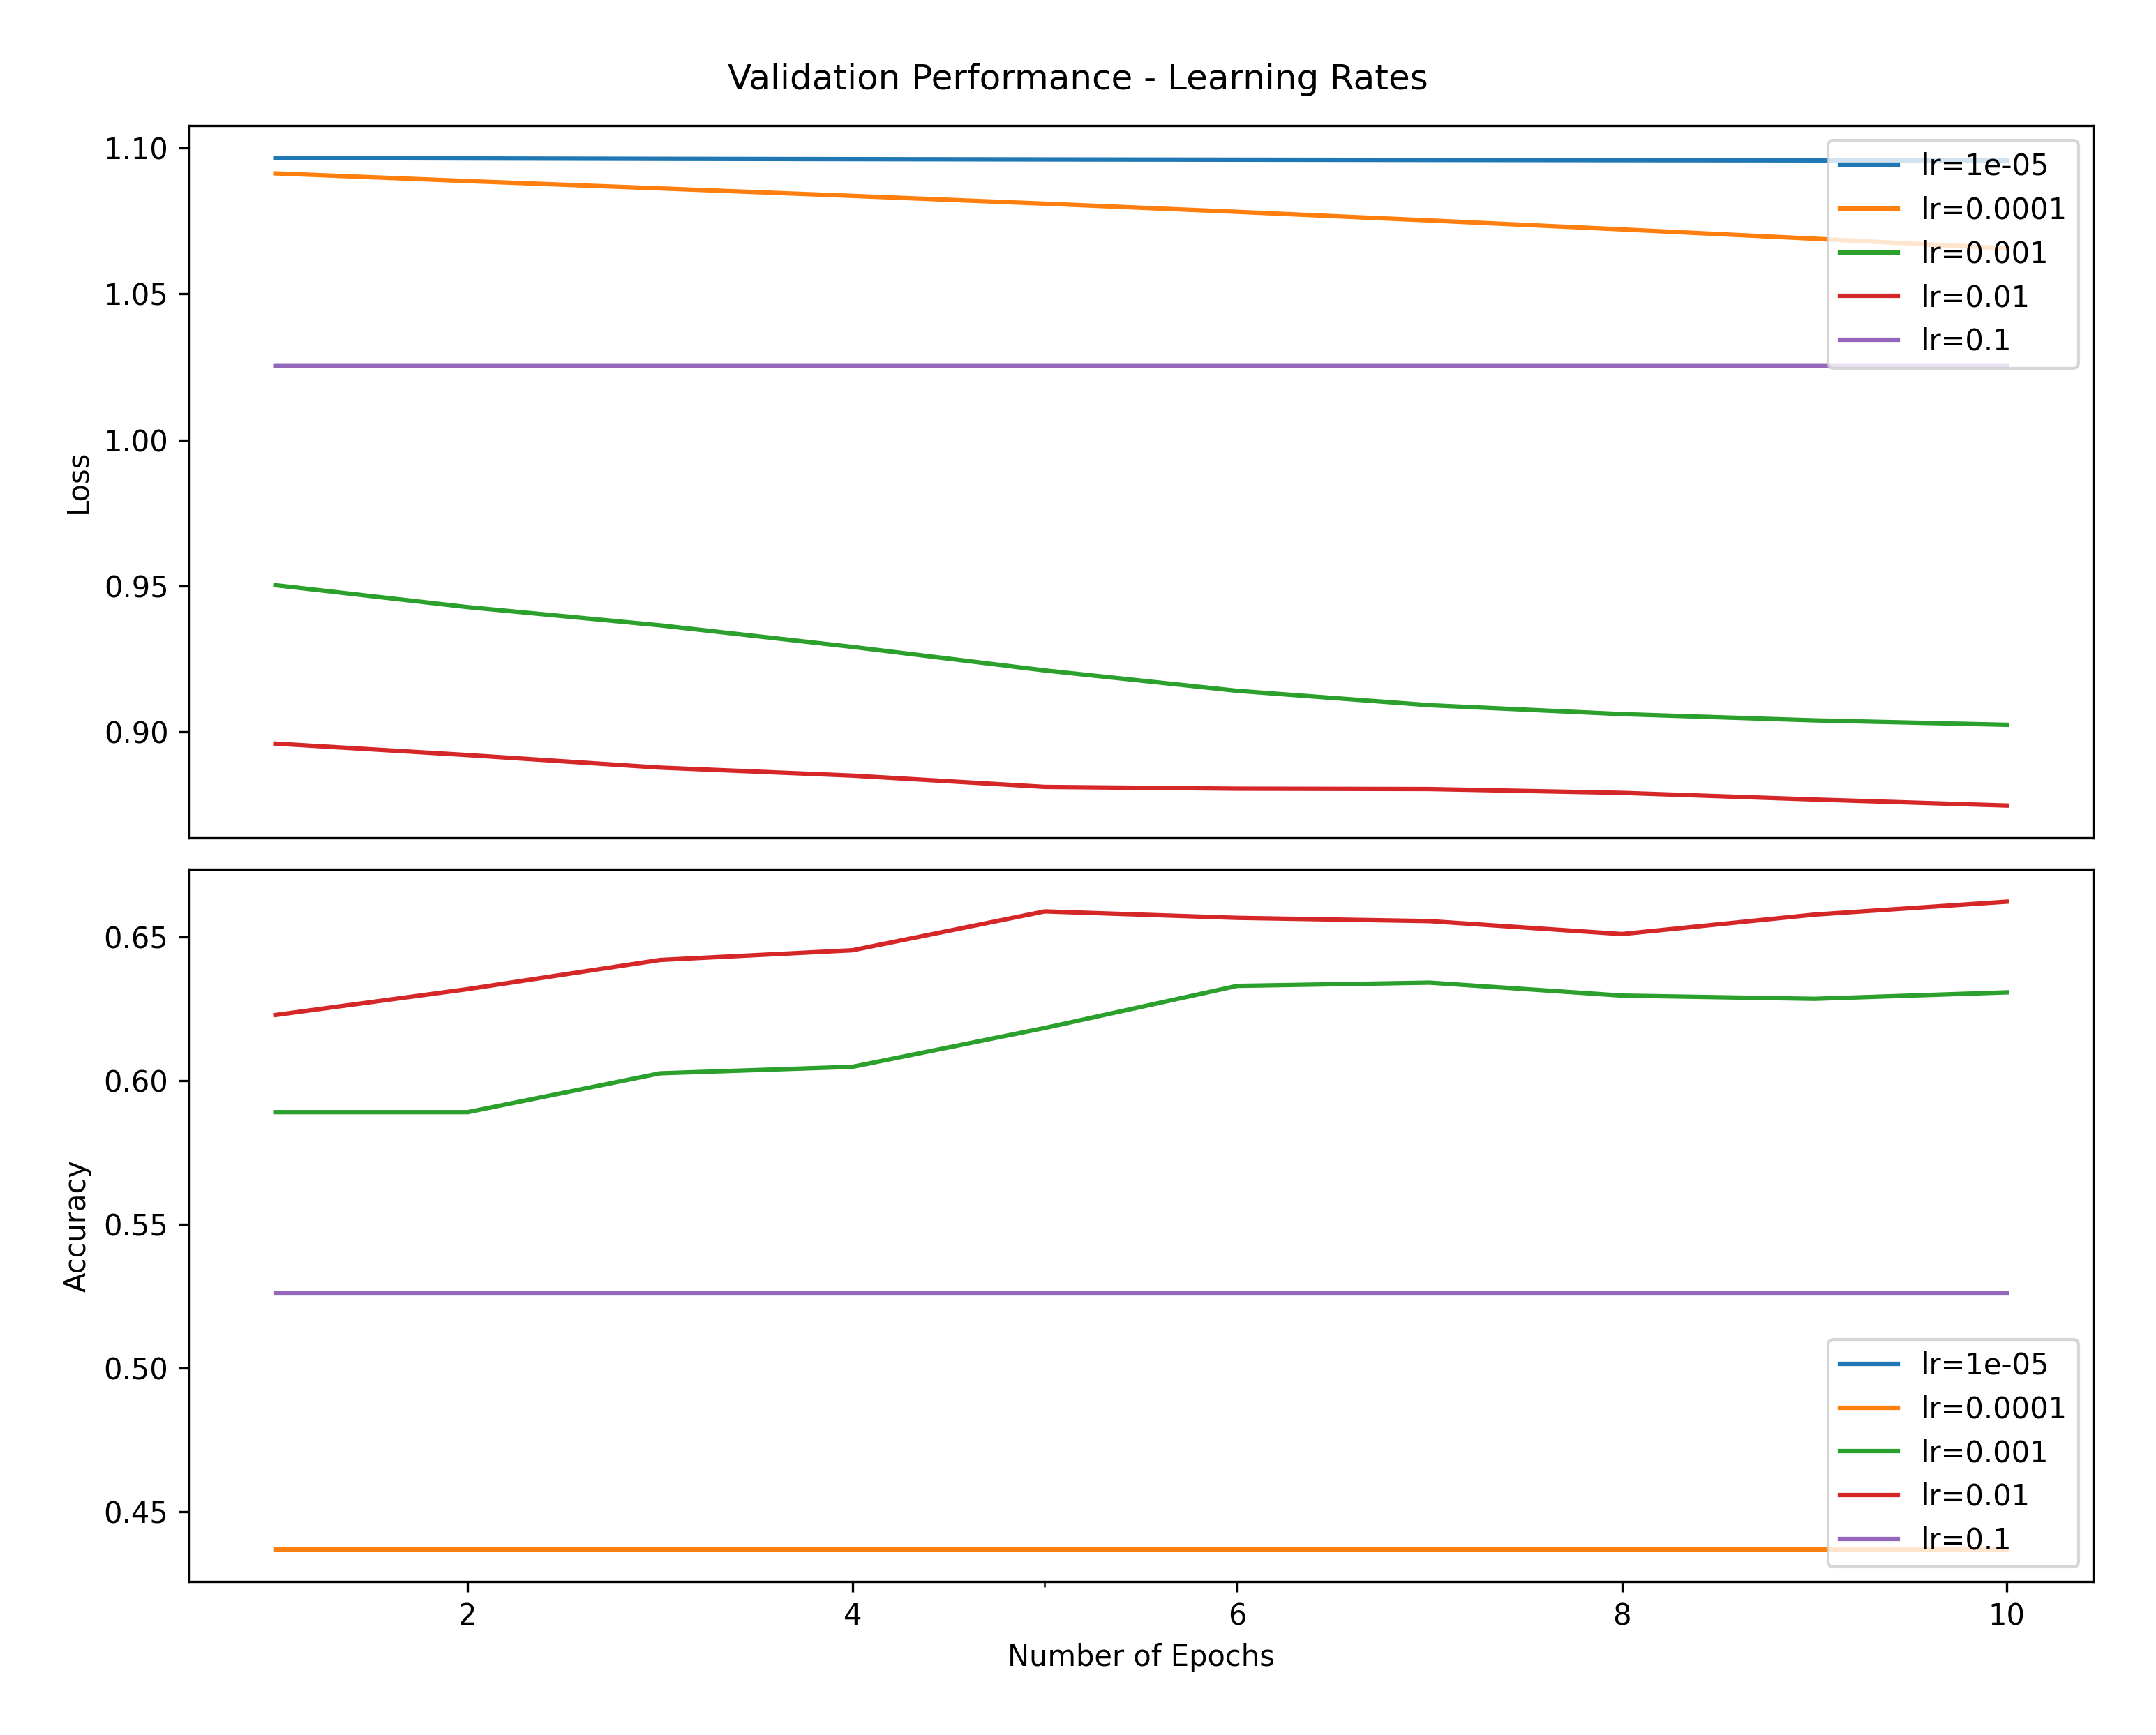 Validation Performance - Learning Rates
1.10
1.05
1.00
0.95
0.90
Loss
lr=1e-05
lr=0.0001
lr=0.001
lr=0.01
lr=0.1
0.65
0.60
0.55
0.50
0.45
Accuracy
lr=1e-05
lr=0.0001
lr=0.001
lr=0.01
lr=0.1
2 4 6 8 10
Number of Epochs